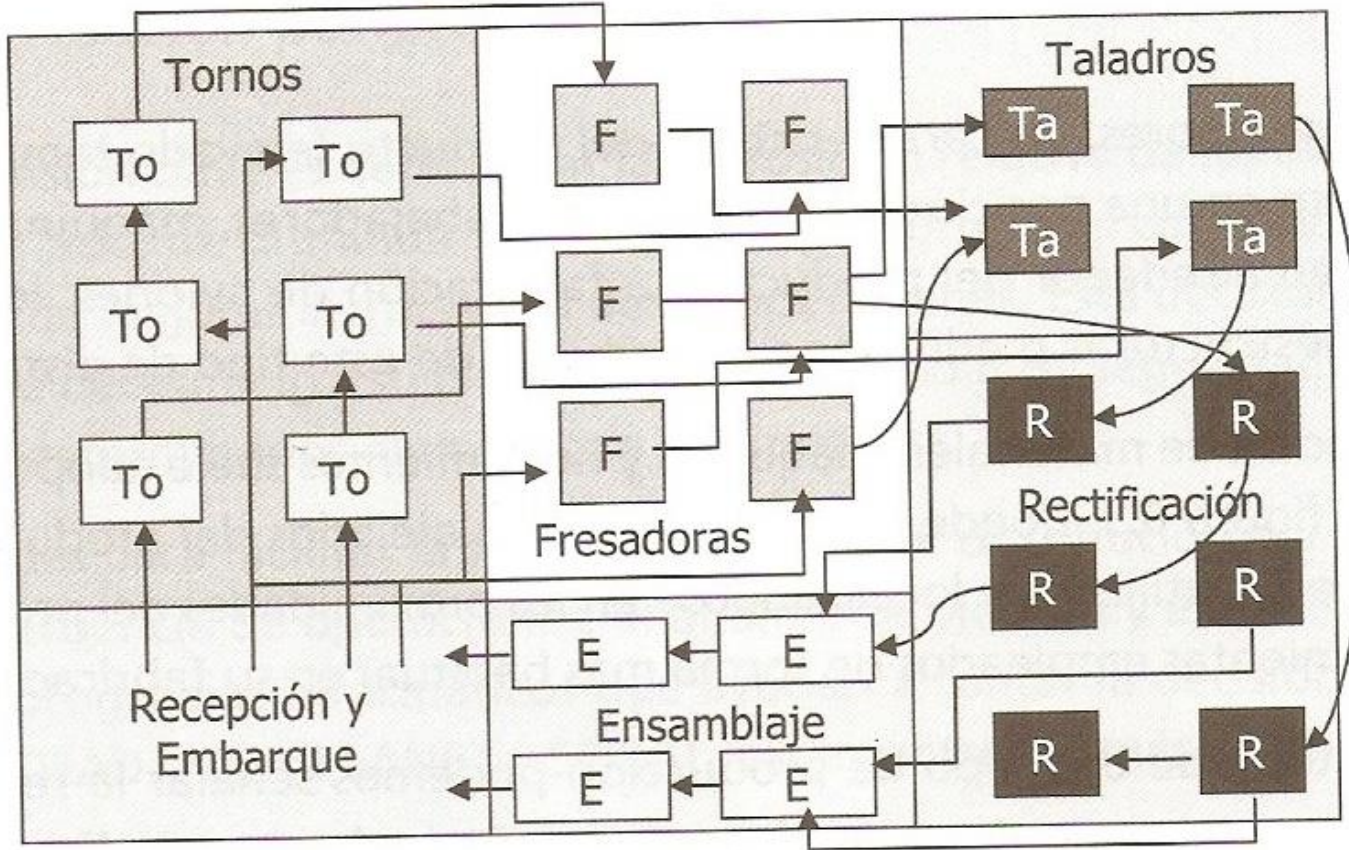 Tornos
Taladros
To
To
To
To
To
To
F
F
F
F
F
F
Fresadoras
Ta
Ta
Ta
Ta
R
R
Rectificación
R
R
R
R
E
E
Ensamblaje
E
E
Recepción y
Embarque